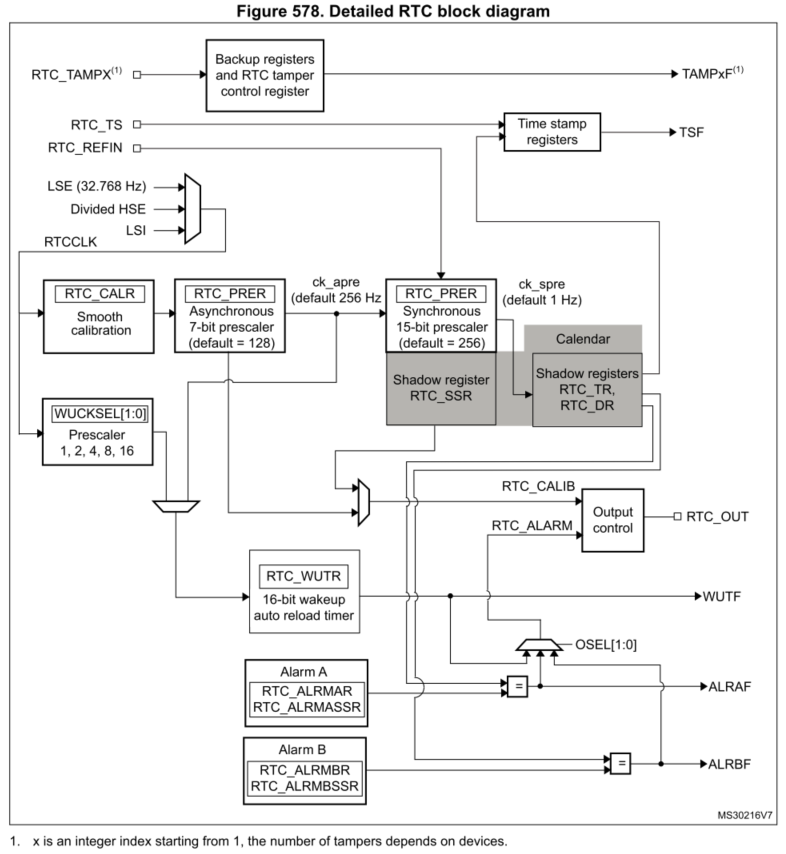 Figure 578. Detailed RTC block diagram
RTC_TAMPX(1)
Backup registers
and RTC tamper
control register
TAMPxF(1)
RTC_TS
Time stamp
registers
TSF
RTC_REFIN
LSE (32.768 Hz)
Divided HSE
LSI
RTCCLK
RTC_CALR
Smooth
calibration
RTC_PRER
Asynchronous
7-bit prescaler
(default = 128)
ck_apre
(default 256 Hz
RTC_PRER
Synchronous
15-bit prescaler
(default = 256)
ck_spre
(default 1 Hz)
Calendar
Shadow register
RTC_SSR
Shadow registers
RTC_TR,
RTC_DR
WUCKSEL[1:0]
Prescaler
1, 2, 4, 8, 16
RTC_CALIB
RTC_ALARM
Output
control
RTC_OUT
RTC_WUTR
16-bit wakeup
auto reload timer
WUTF
OSEL[1:0]
Alarm A
RTC_ALRMAR
RTC_ALRMASSR
=
ALRAF
Alarm B
RTC_ALRMBR
RTC_ALRMBSSR
=
ALRBF
MS30216V7
1. x is an integer index starting from 1, the number of tampers depends on devices.